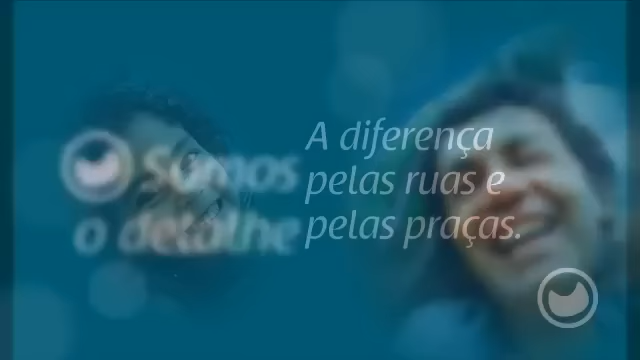 Somos
o detalhe
A diferença
pelas ruas e
pelas praças.